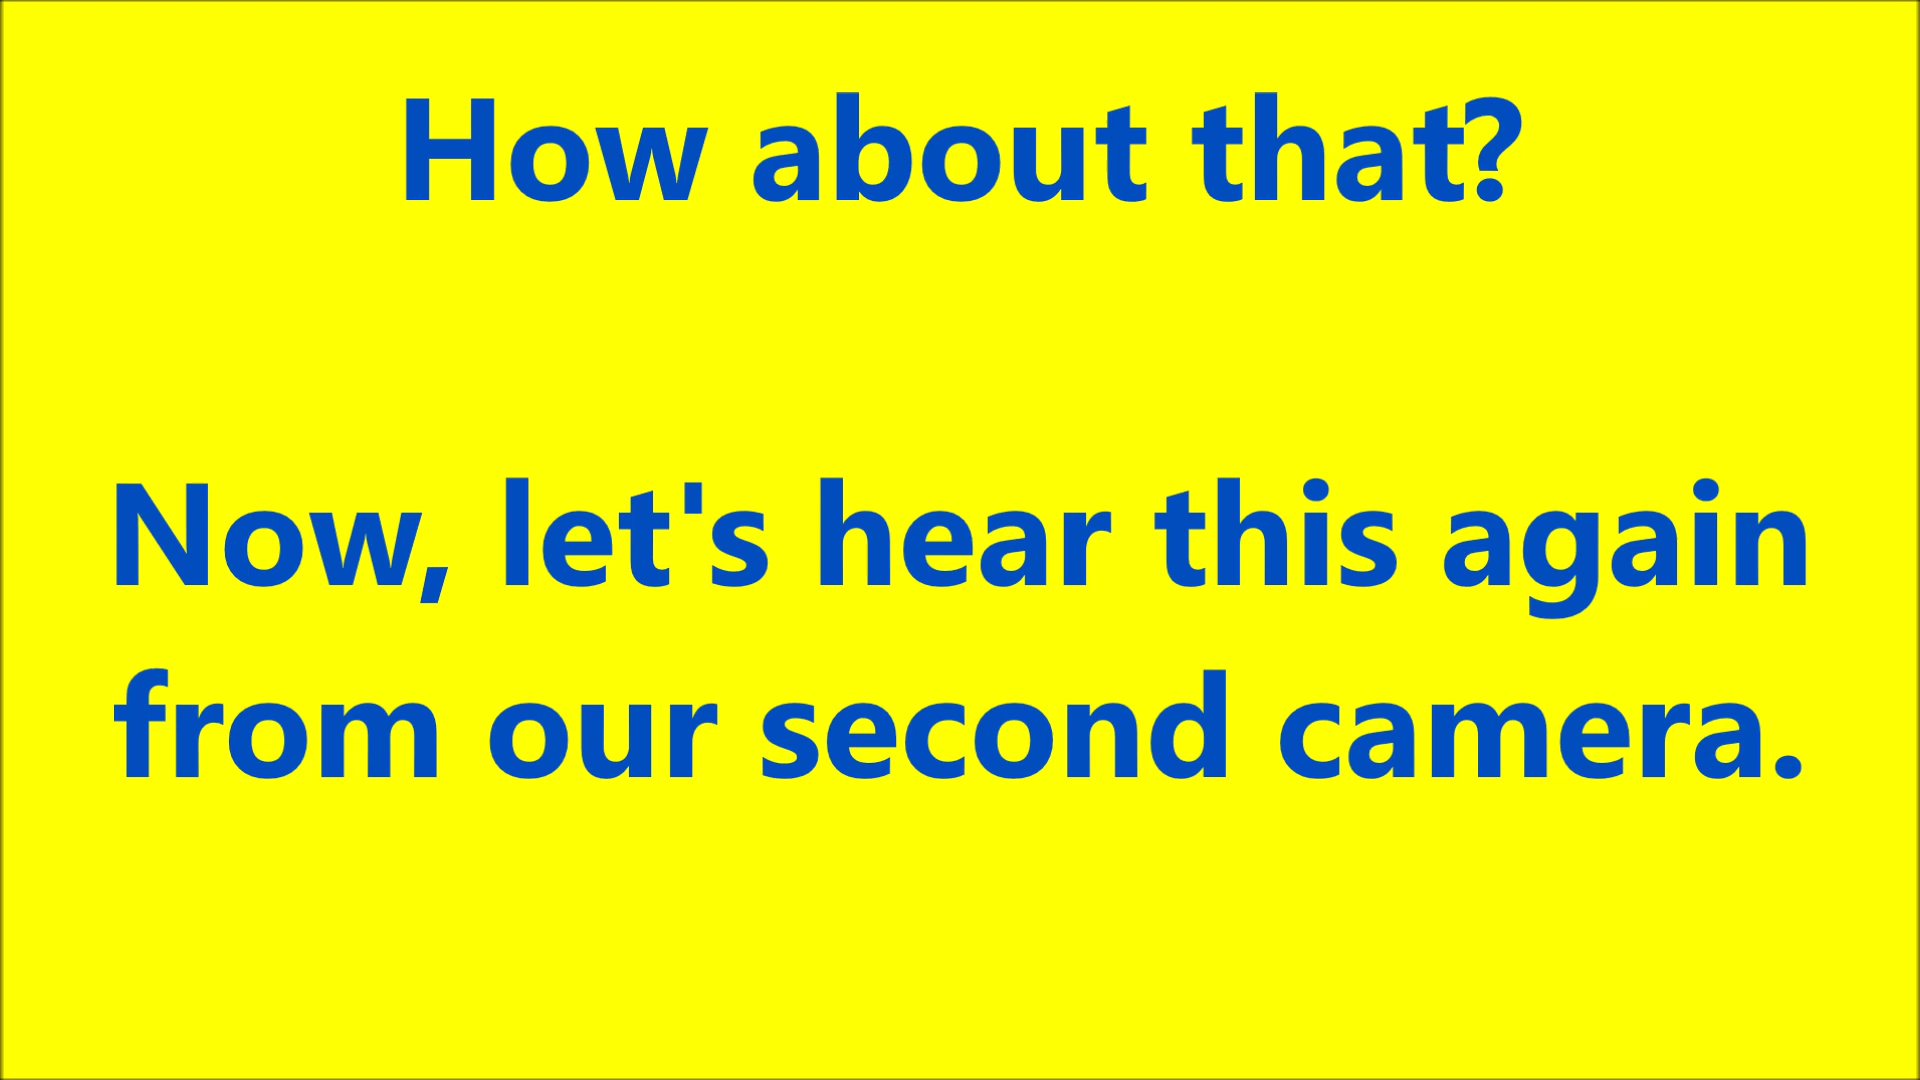 How about that?
Now, let's hear this again
from our second camera.